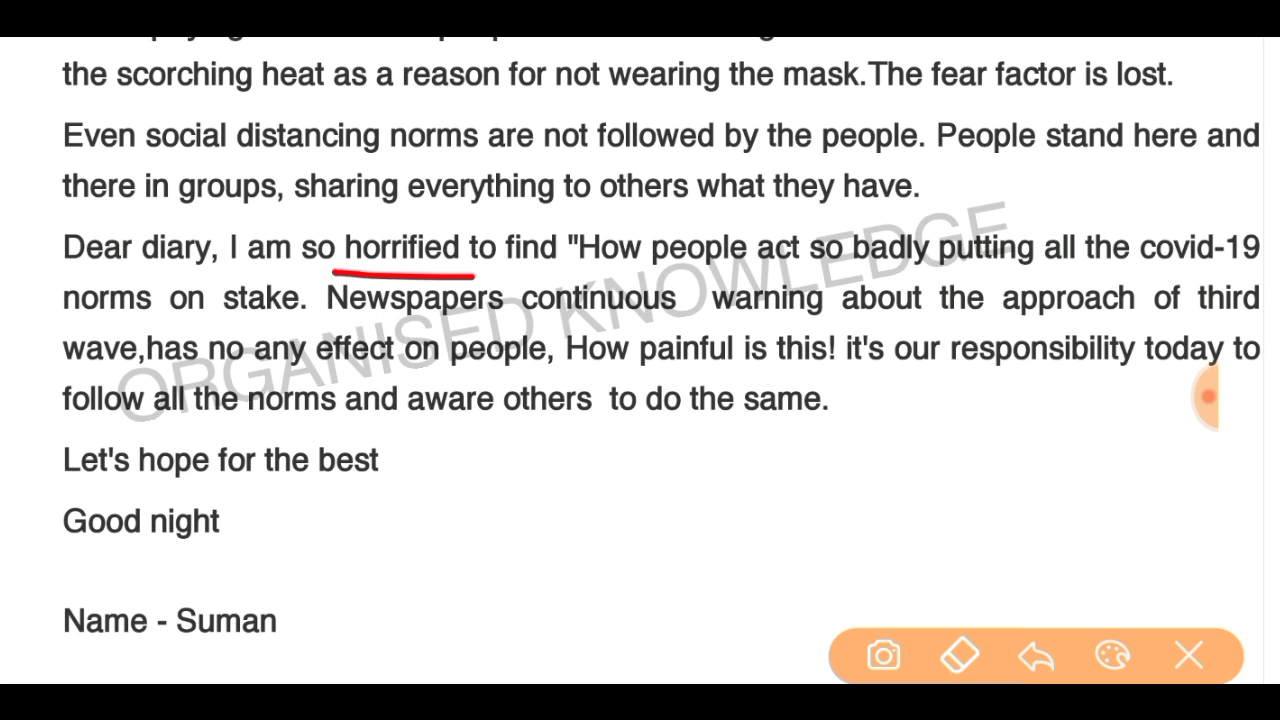 the scorching heat as a reason for not wearing the mask.The fear factor is lost.
Even social distancing norms are not followed by the people. People stand here and
there in groups, sharing everything to others what they have.
Dear diary, I am so horrified to find "How people act so badly putting all the covid-19
norms on stake. Newspapers continuous warning about the approach of third
wave,has no any effect on people, How painful is this! it's our responsibility today to
follow all the norms and aware others to do the same.
Let's hope for the best
Good night
Name - Suman
ORGANISED KNOWLEDGE